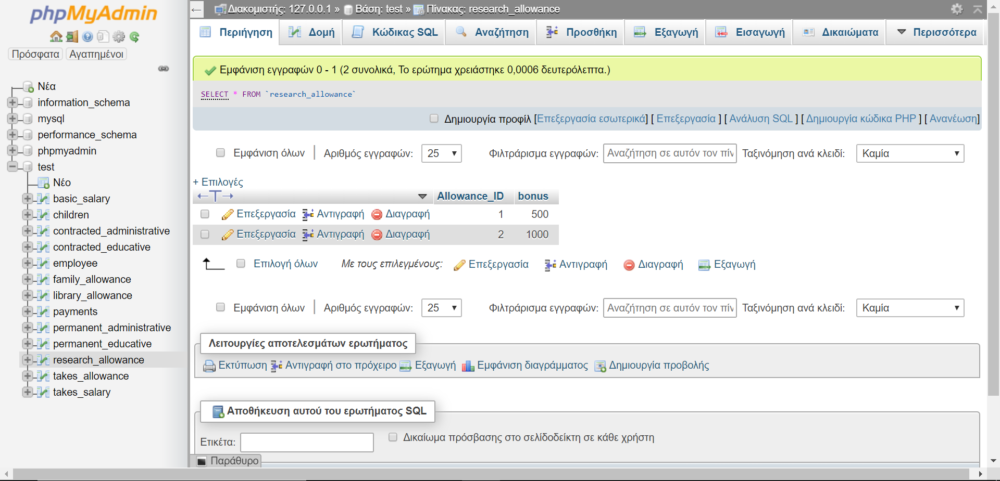 phpMyAdmin
Πρόσφατα Αγαπημένοι
Νέα
information_schema
mysql
performance_schema
phpmyadmin
test
Νέο
basic_salary
children
contracted_administrative
contracted_educative
employee
family_allowance
library_allowance
payments
permanent_administrative
permanent_educative
research_allowance
takes_allowance
takes_salary
Διακομιστής: 127.0.0.1 » Βάση: test » Πίνακας: research_allowance
Περιήγηση Δομή Κώδικας SQL Αναζήτηση Προσθήκη Εξαγωγή Εισαγωγή Δικαιώματα Περισσότερα
Εμφάνιση εγγραφών 0 - 1 (2 συνολικά, Το ερώτημα χρειάστηκε 0,0006 δευτερόλεπτα.)
SELECT * FROM `research_allowance`
Δημιουργία προφίλ [Επεξεργασία εσωτερικά] [ Επεξεργασία ] [ Ανάλυση SQL ] [ Δημιουργία κώδικα PHP ] [ Ανανέωση]
Εμφάνιση όλων | Αριθμός εγγραφών: 25 Φιλτράρισμα εγγραφών: Αναζήτηση σε αυτόν τον πίν Ταξινόμηση ανά κλειδί: Καμία
+ Επιλογές
←T→ Allowance_ID bonus
Επεξεργασία Αντιγραφή Διαγραφή 1 500
Επεξεργασία Αντιγραφή Διαγραφή 2 1000
Επιλογή όλων Με τους επιλεγμένους: Επεξεργασία Αντιγραφή Διαγραφή Εξαγωγή
Εμφάνιση όλων | Αριθμός εγγραφών: 25 Φιλτράρισμα εγγραφών: Αναζήτηση σε αυτόν τον πίν Ταξινόμηση ανά κλειδί: Καμία
Λειτουργίες αποτελεσμάτων ερωτήματος
Εκτύπωση Αντιγραφή στο πρόχειρο Εξαγωγή Εμφάνιση διαγράμματος Δημιουργία προβολής
Αποθήκευση αυτού του ερωτήματος SQL
Ετικέτα: Δικαίωμα πρόσβασης στο σελίδοδείκτη σε κάθε χρήστη
Παράθυρο